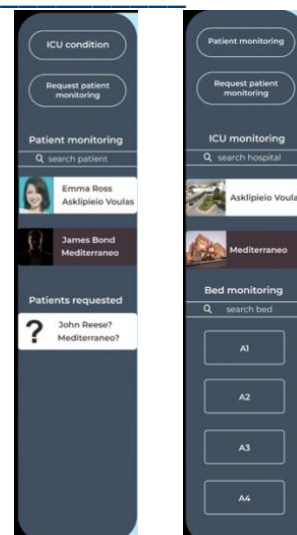 ICU condition
Request patient
monitoring
Patient monitoring
search patient
Emma Ross
Asklipieio Voulas
James Bond
Mediterraneo
Patients requested
?
John Reese?
Mediterraneo?
Patient monitoring
Request patient
monitoring
ICU monitoring
search hospital
Asklipieio Voula
Mediterraneo
Bed monitoring
search bed
A1
A2
A3
A4